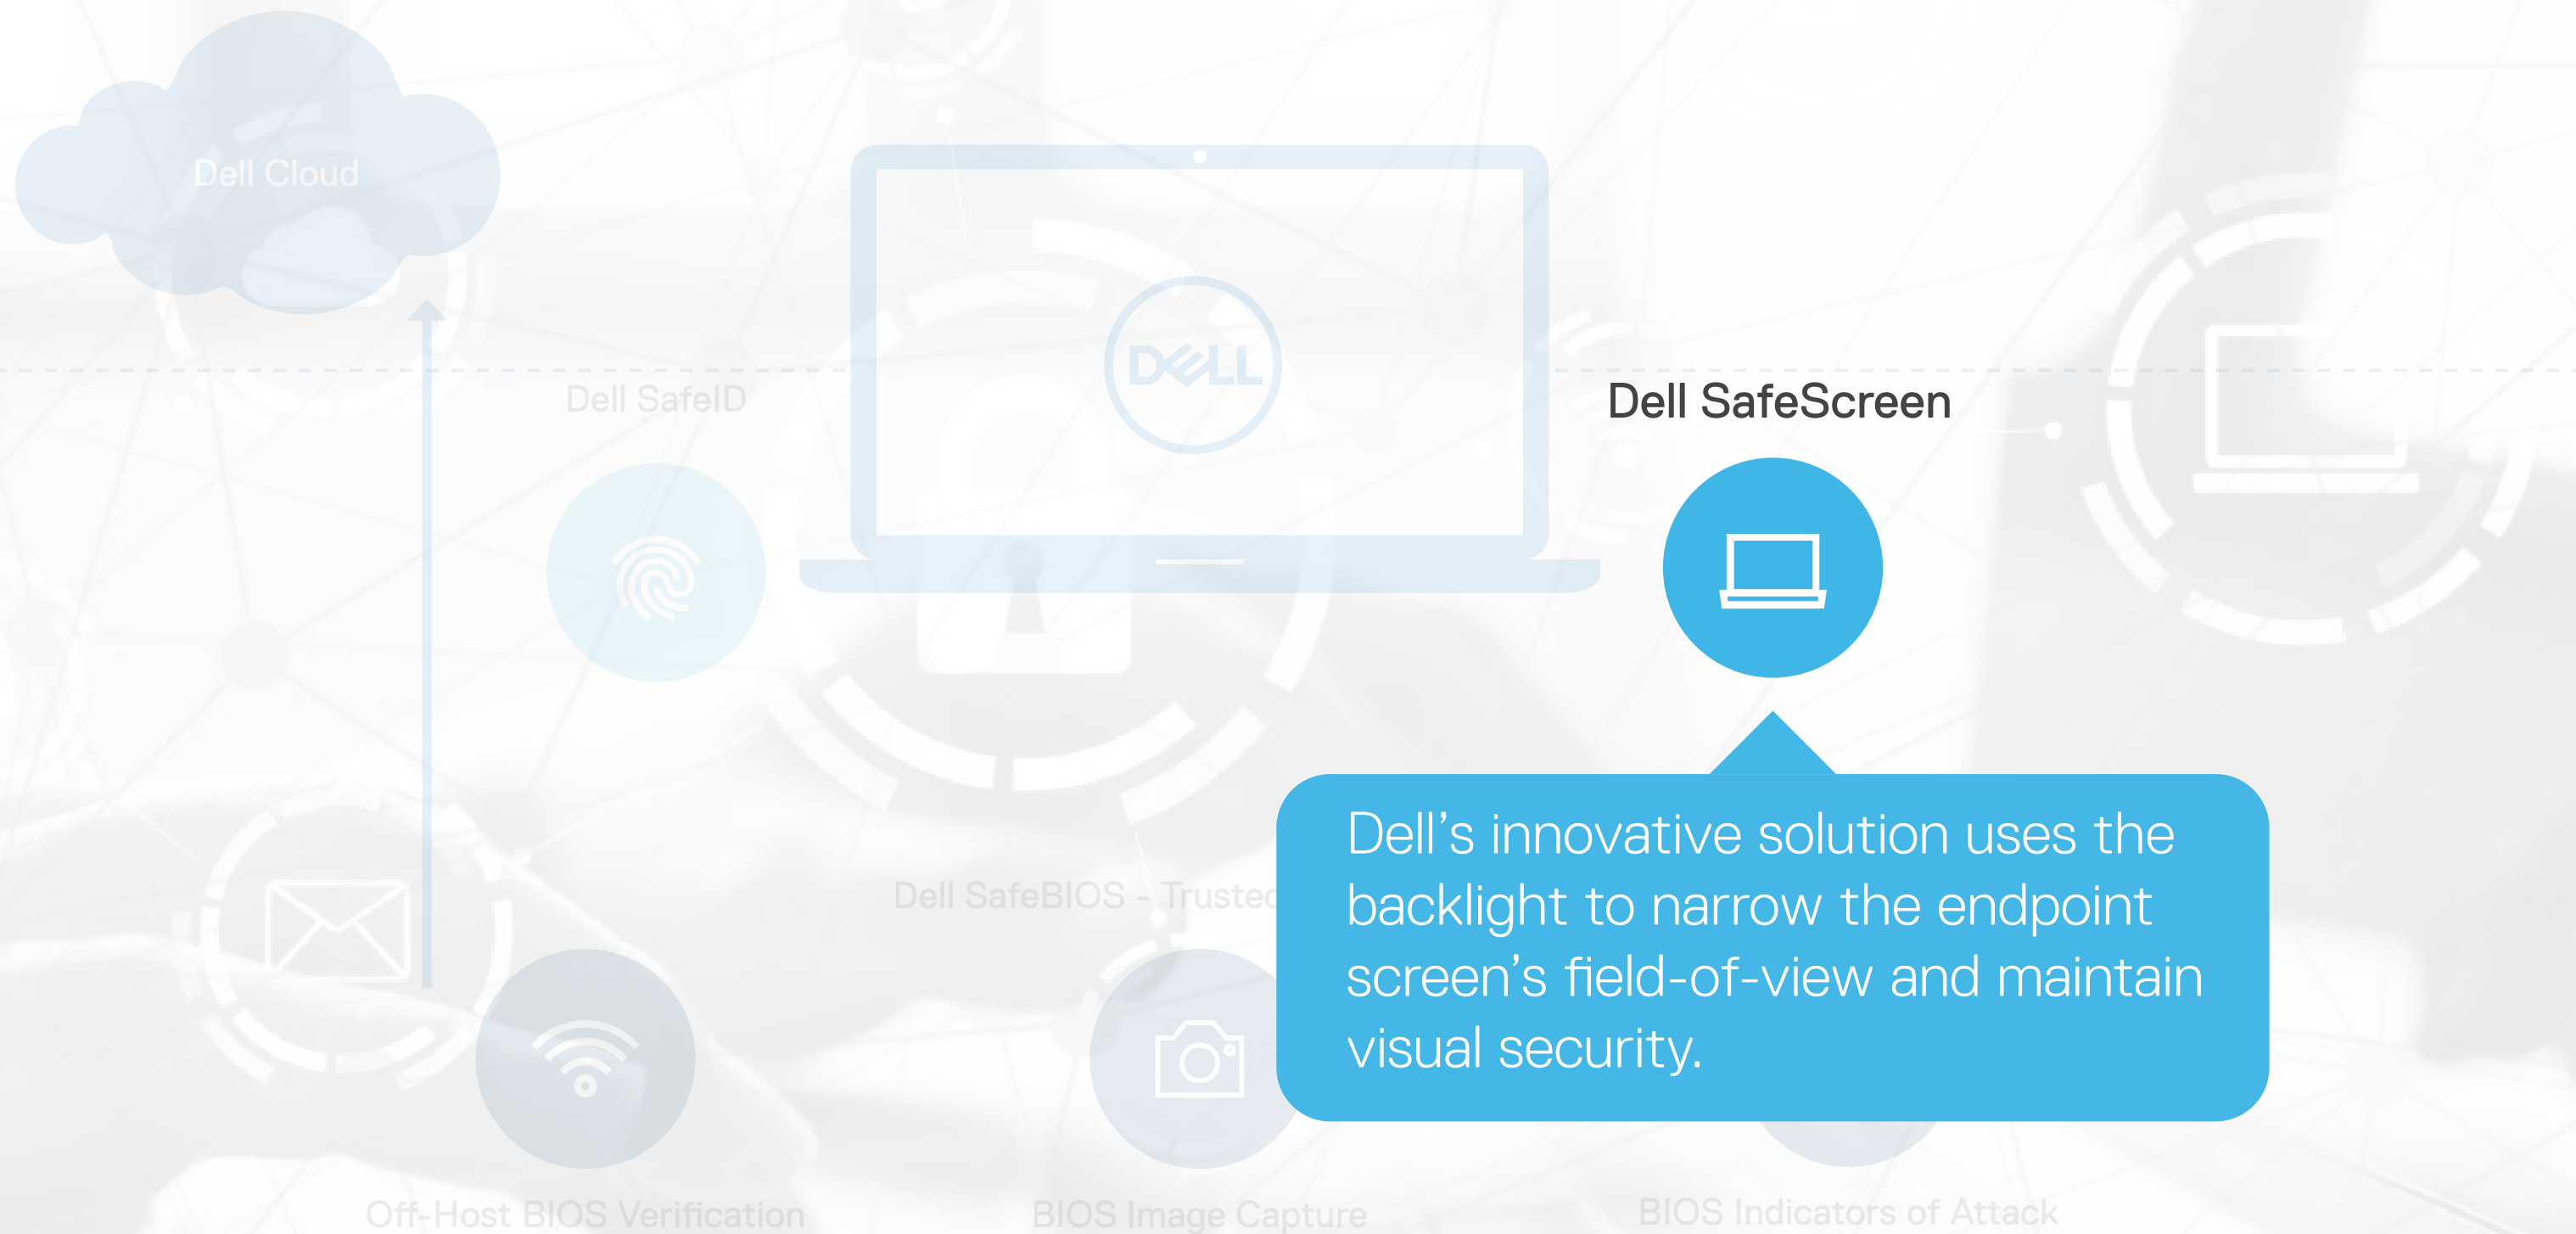 Dell Cloud
DELL
Dell SafeID
Dell SafeScreen
Dell's innovative solution uses the
backlight to narrow the endpoint
screen's field-of-view and maintain
visual security.
Dell SafeBIOS - Trusted
Off-Host BIOS Verification
BIOS Image Capture
BIOS Indicators of Attack